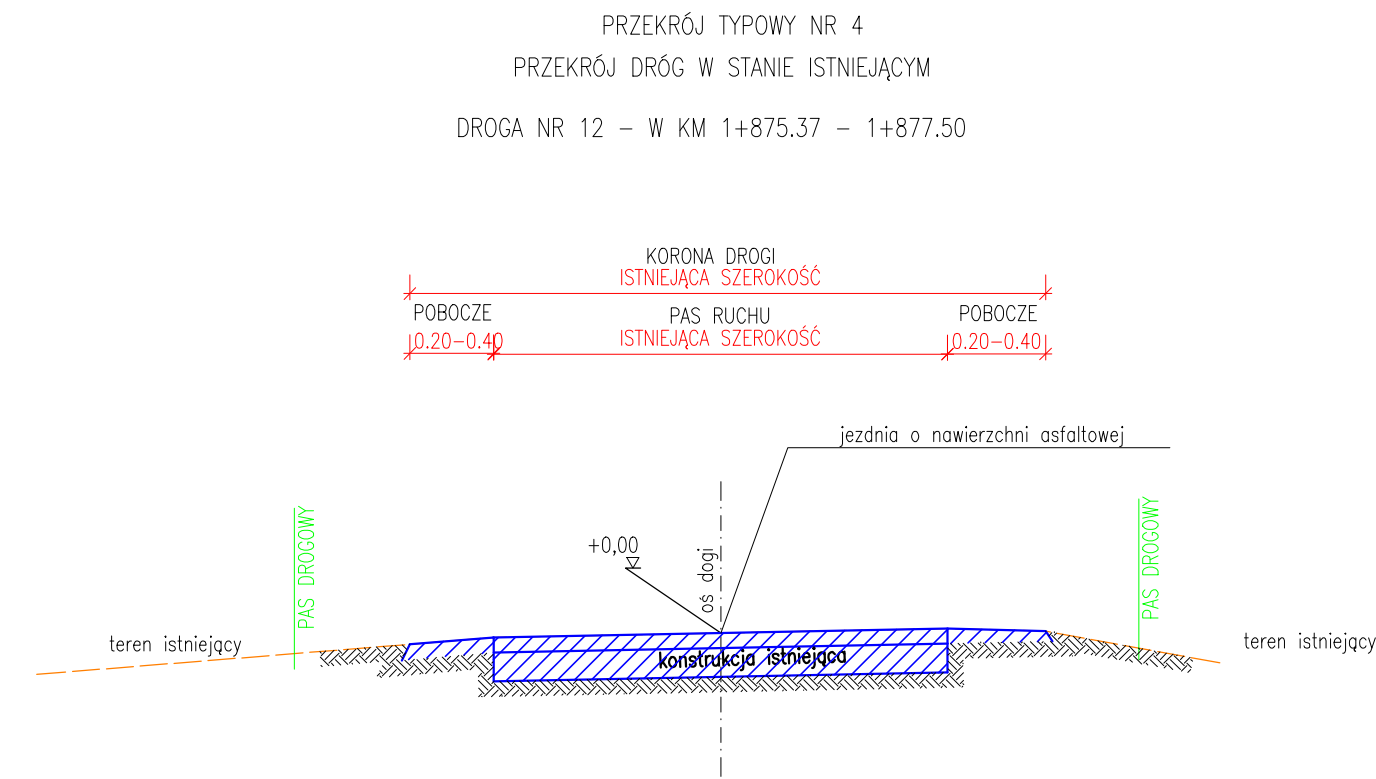 PRZEKRÓJ TYPOWY NR 4
PRZEKRÓJ DRÓG W STANIE ISTNIEJĄCYM
DROGA NR 12 – W KM 1+875.37 – 1+877.50
KORONA DROGI
ISTNIEJĄCA SZEROKOŚĆ
POBOCZE
PAS RUCHU
POBOCZE
0.20–0.40
ISTNIEJĄCA SZEROKOŚĆ
0.20–0.40
jezdnia o nawierzchni asfaltowej
PAS DROGOWY
+0,00
oś dogi
PAS DROGOWY
teren istniejący
konstrukcja istniejąca
teren istniejący